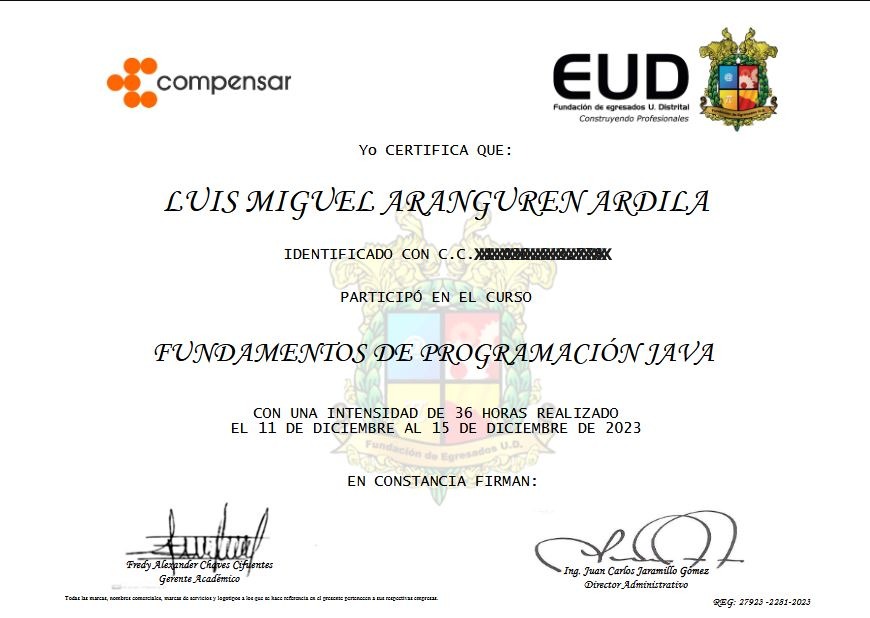 compensar
EUD
Fundación de egresados U. Distrital
Construyendo Profesionales
Yo CERTIFICA QUE:
LUIS MIGUEL ARANGUREN ARDILA
IDENTIFICADO CON C.C.
PARTICIPÓ EN EL CURSO
FUNDAMENTOS DE PROGRAMACIÓN JAVA
CON UNA INTENSIDAD DE 36 HORAS REALIZADO
EL 11 DE DICIEMBRE AL 15 DE DICIEMBRE DE 2023
Fundación de Egresados U.D.
EN CONSTANCIA FIRMAN:
Fredy Alexander Chaves Cifuentes
Gerente Académico
Ing. Juan Carlos Jaramillo Gómez
Director Administrativo
Todas las marcas, nombres comerciales, marcas de servicios y logotipos a los que se hace referencia en el presente pertenecen a sus respectivas empresas.
REG: 27923 -2281-2023